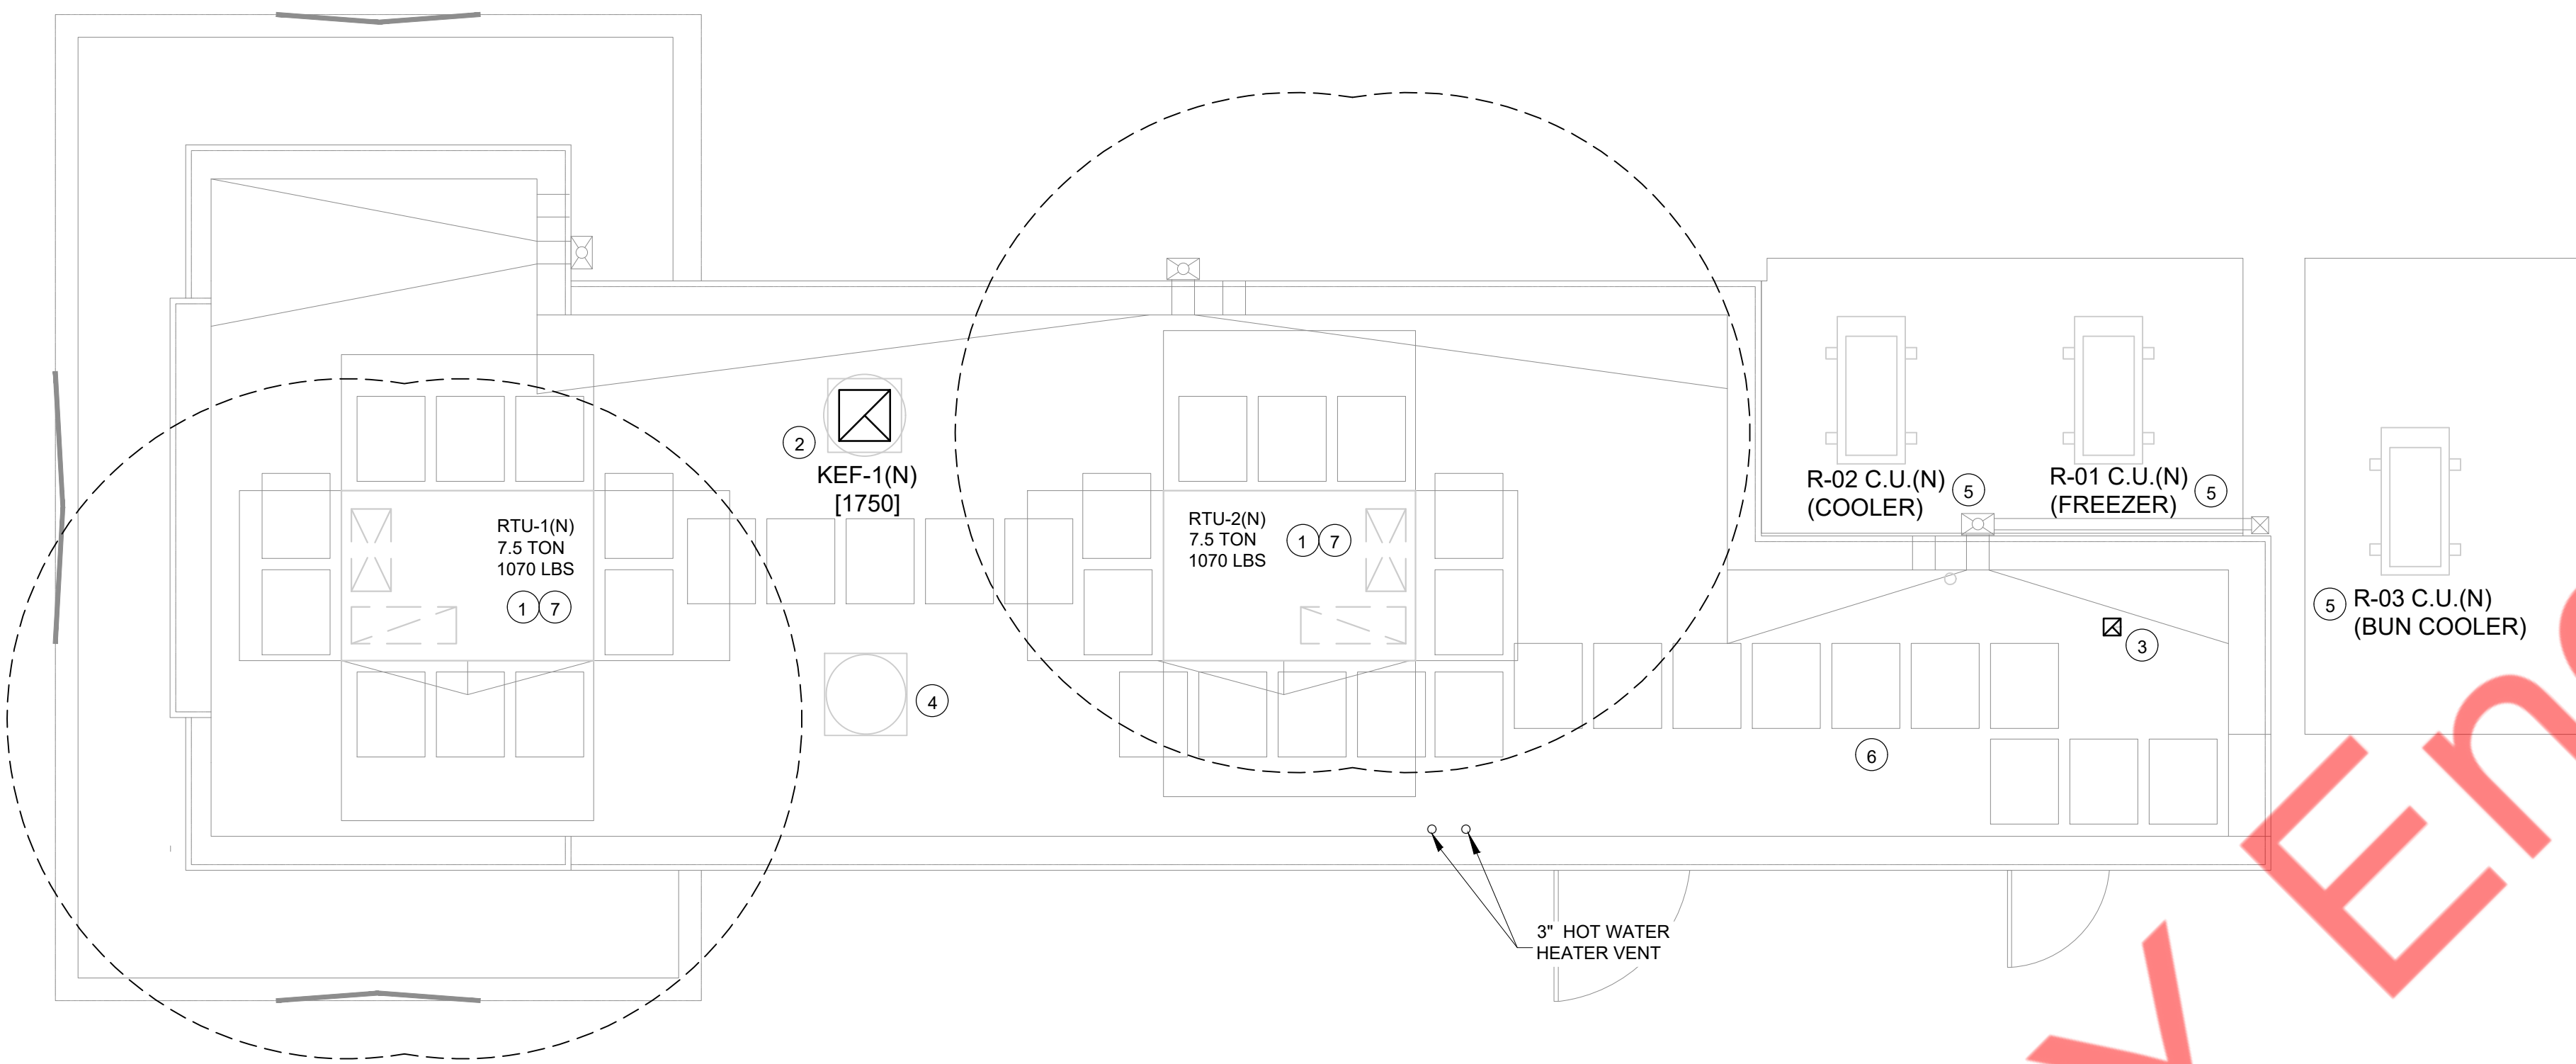 2
KEF-1(N)
[1750]
RTU-1(N)
7.5 TON
1070 LBS
1 7
RTU-2(N)
7.5 TON
1070 LBS
1 7
R-02 C.U.(N)
(COOLER)
5
R-01 C.U.(N)
(FREEZER)
5
5
R-03 C.U.(N)
(BUN COOLER)
3
4
6
3" HOT WATER
HEATER VENT